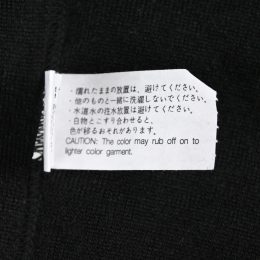 ・濡れたままの放置は、避けてください。
・他のものと一緒に洗濯しないでください。
・水道水の注水放置は避けてください。
・白物とこすり合わせると、
色が移るおそれがあります。
CAUTION: The color may rub off on to
lighter color garment.